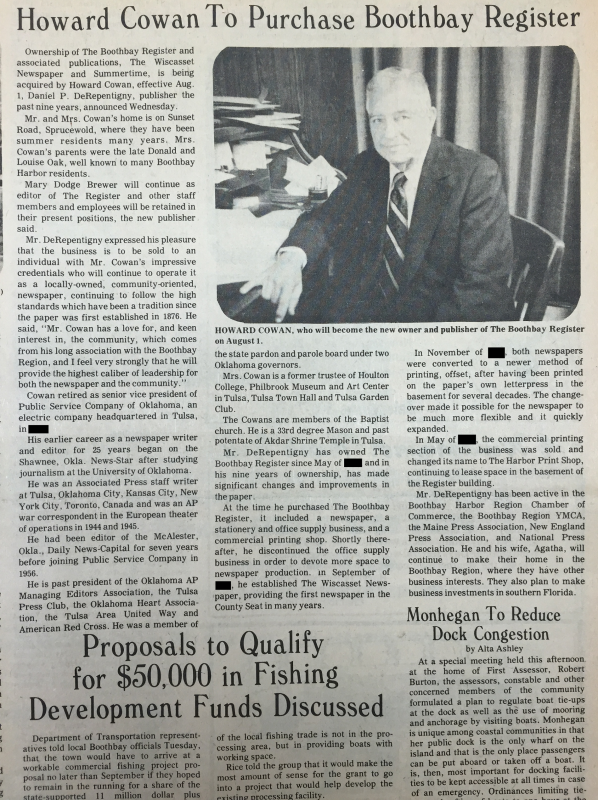 Howard Cowan To Purchase Boothbay Register
Ownership of The Boothbay Register and
associated publications, The Wiscasset
Newspaper and Summertime, is being
acquired by Howard Cowan, effective Aug.
1, Daniel P. DeRepentigny, publisher the
past nine years, announced Wednesday.
Mr. and Mrs. Cowan's home is on Sunset
Road, Sprucewold, where they have been
summer residents many years. Mrs.
Cowan's parents were the late Donald and
Louise Oak, well known to many Boothbay
Harbor residents.
Mary Dodge Brewer will continue as
editor of The Register and other staff
members and employees will be retained in
their present positions, the new publisher
said.
Mr. DeRepentigny expressed his pleasure
that the business is to be sold to an
individual with Mr. Cowan's impressive
credentials who will continue to operate it
as a locally-owned, community-oriented,
newspaper, continuing to follow the high
standards which have been a tradition since
the paper was first established in 1876. He
said, "Mr. Cowan has a love for, and keen
interest in, the community, which comes
from his long association with the Boothbay
Region, and I feel very strongly that he will
provide the highest caliber of leadership for
both the newspaper and the community."
Cowan retired as senior vice president of
Public Service Company of Oklahoma, an
electric company headquartered in Tulsa,
in
His earlier career as a newspaper writer
and editor for 25 years began on the
Shawnee, Okla. News-Star after studying
journalism at the University of Oklahoma.
He was an Associated Press staff writer
at Tulsa, Oklahoma City, Kansas City, New
York City, Toronto, Canada and was an AP
war correspondent in the European theater
of operations in 1944 and 1945.
He had been editor of the McAlester,
Okla., Daily News-Capital for seven years
before joining Public Service Company in
1956.
He is past president of the Oklahoma AP
Managing Editors Association, the Tulsa
Press Club, the Oklahoma Heart Associa-
tion, the Tulsa Area United Way and
American Red Cross. He was a member of
HOWARD COWAN, who will become the new owner and publisher of The Boothbay Register
on August 1.
the state pardon and parole board under two
Oklahoma governors.
Mrs. Cowan is a former trustee of Houlton
College, Philbrook Museum and Art Center
in Tulsa, Tulsa Town Hall and Tulsa Garden
Club.
The Cowans are members of the Baptist
church. He is a 33rd degree Mason and past
potentate of Akdar Shrine Temple in Tulsa.
Mr. DeRepentigny has owned The
Boothbay Register since May of and in
his nine years of ownership, has made
significant changes and improvements in
the paper.
At the time he purchased The Boothbay
Register, it included a newspaper, a
stationery and office supply business, and a
commercial printing shop. Shortly there-
after, he discontinued the office supply
business in order to devote more space to
newspaper production. In September of
, he established The Wiscasset News-
paper, providing the first newspaper in the
County Seat in many years.
In November of , both newspapers
were converted to a newer method of
printing, offset, after having been printed
on the paper's own letterpress in the
basement for several decades. The change-
over made it possible for the newspaper to
be much more flexible and it quickly
expanded.
In May of , the commercial printing
section of the business was sold and
changed its name to The Harbor Print Shop,
continuing to lease space in the basement of
the Register building.
Mr. DeRepentigny has been active in the
Boothbay Harbor Region Chamber of
Commerce, the Boothbay Region YMCA,
the Maine Press Association, New England
Press Association, and National Press
Association. He and his wife, Agatha, will
continue to make their home in the
Boothbay Region, where they have other
business interests. They also plan to make
business investments in southern Florida.
Proposals to Qualify
for $50,000 in Fishing
Development Funds Discussed
Department of Transportation represent-
atives told local Boothbay officials Tuesday,
that the town would have to arrive at a
workable commercial fishing project pro-
posal no later than September if they hoped
to remain in the running for a share of the
state-supported 11 million dollar plus
of the local fishing trade is not in the pro-
cessing area, but in providing boats with
working space.
Rice told the group that it would make the
most amount of sense for the grant to go
into a project that would help develop the
existing processing facility.
Monhegan To Reduce
Dock Congestion
by Alta Ashley
At a special meeting held this afternoon
at the home of First Assessor, Robert
Burton, the assessors, constable and other
concerned members of the community
formulated a plan to regulate boat tie-ups
at the dock as well as the use of mooring
and anchorage by visiting boats. Monhegan
is unique among coastal communities in that
her public dock is the only wharf on the
island and that is the only place passengers
can be put aboard or taken off a boat. It
is, then, most important for docking facili-
ties to be kept accessible at all times in case
of an emergency. Ordinances limiting tie-